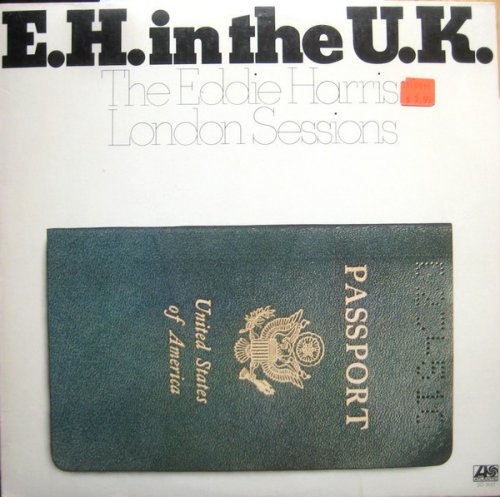 E.H. in the U.K.
The Eddie Harris
London Sessions
PASSPORT
United States
of America